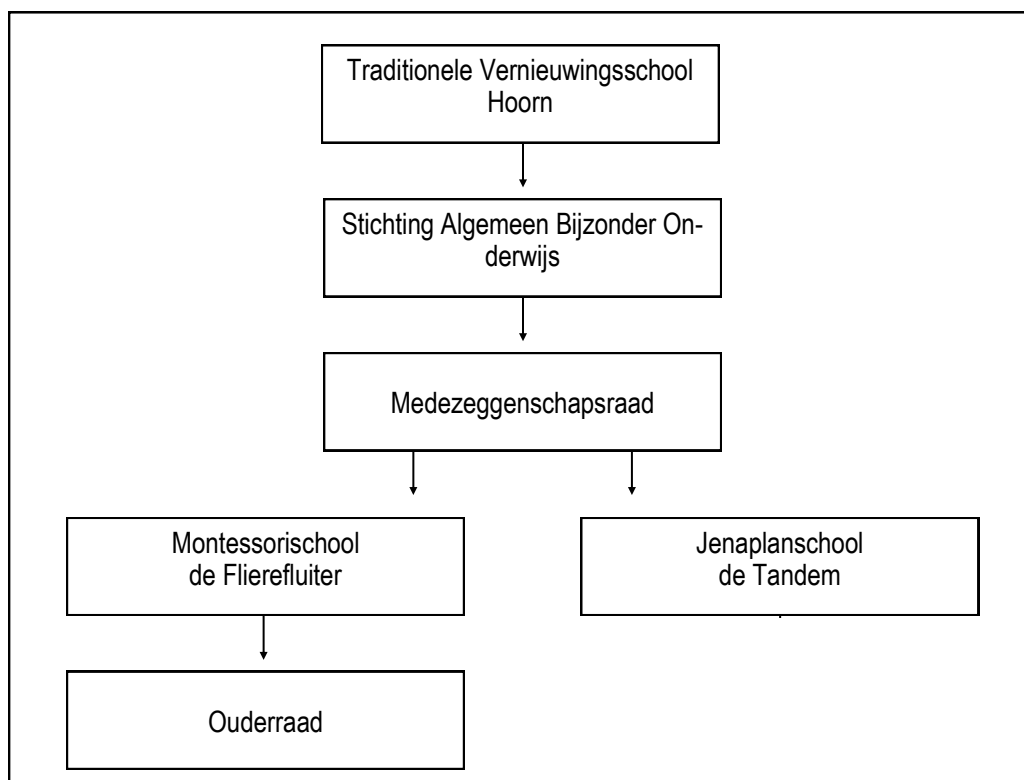 Traditionele Vernieuwingsschool
Hoorn
Stichting Algemeen Bijzonder On-
derwijs
Medezeggenschapsraad
Montessorischool
de Flierefluiter
Jenaplanschool
de Tandem
Ouderraad